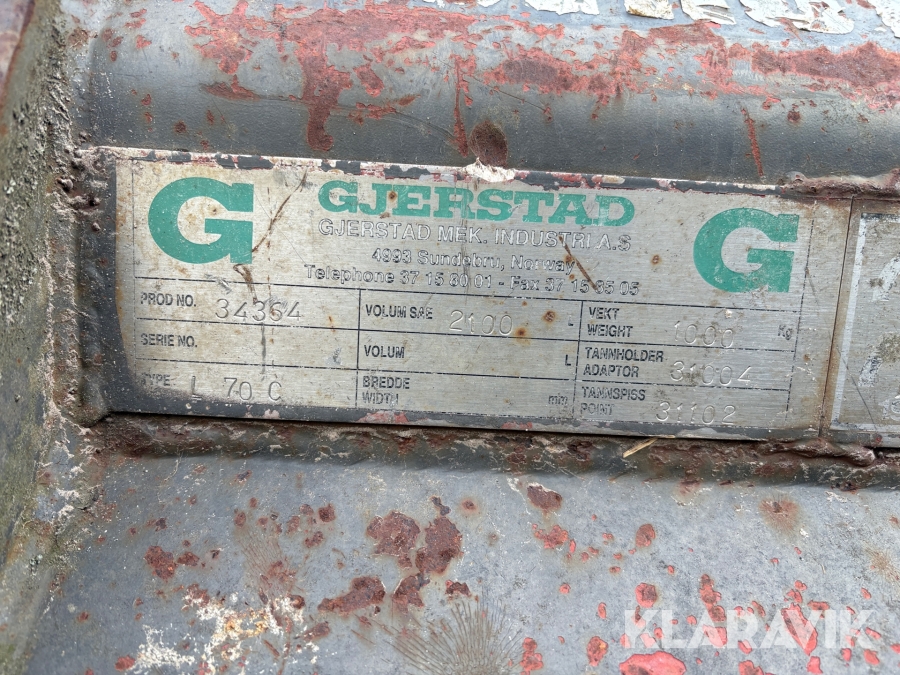 G GJERSTAD G
GJERSTAD MEK. INDUSTRI A.S
4993 Sundebru, Norway
Telephone 37 15 80 01 - Fax 37 15 85 05
PROD NO. 34364 VOLUM SAE 2100 L VEKT WEIGHT 1000 Kg
SERIE NO. VOLUM L TANNHOLDER ADAPTOR 31004
TYPE L 70 C BREDDE WIDTH mm TANNSPISS POINT 31102
KLARAVIK